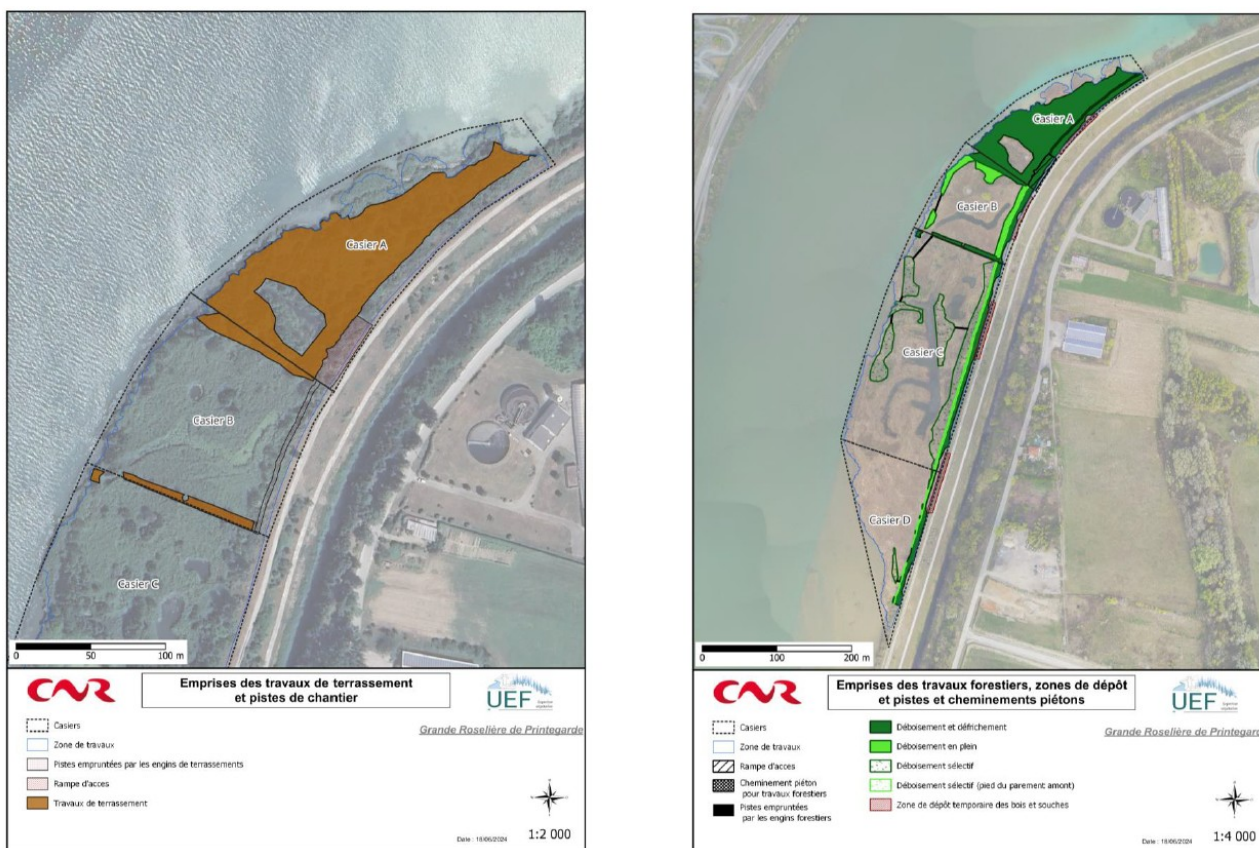 Casier A
Casier B
Casier C
0 50 100 m
CNR
Emprises des travaux de terrassement
et pistes de chantier
UEF
Casiers
Grande Roselière de Printegarde
Zone de travaux
Pistes empruntées par les engins de terrassements
Rampe d'acces
Travaux de terrassement
Date : 18/06/2024
1:2 000
Casier A
Casier B
Casier C
Casier D
0 100 200 m
CNR
Emprises des travaux forestiers, zones de dépôt
et pistes et cheminements piétons
UEF
Casiers
Zone de travaux
Rampe d'acces
Cheminement piéton
pour travaux forestiers
Pistes empruntées
par les engins forestiers
Déboisement et défrichement
Grande Roselière de Printegarde
Déboisement en plein
Déboisement sélectif
Déboisement sélectif (pied du parement amont)
Zone de dépôt temporaire des bois et souches
Date : 18/06/2024
1:4 000